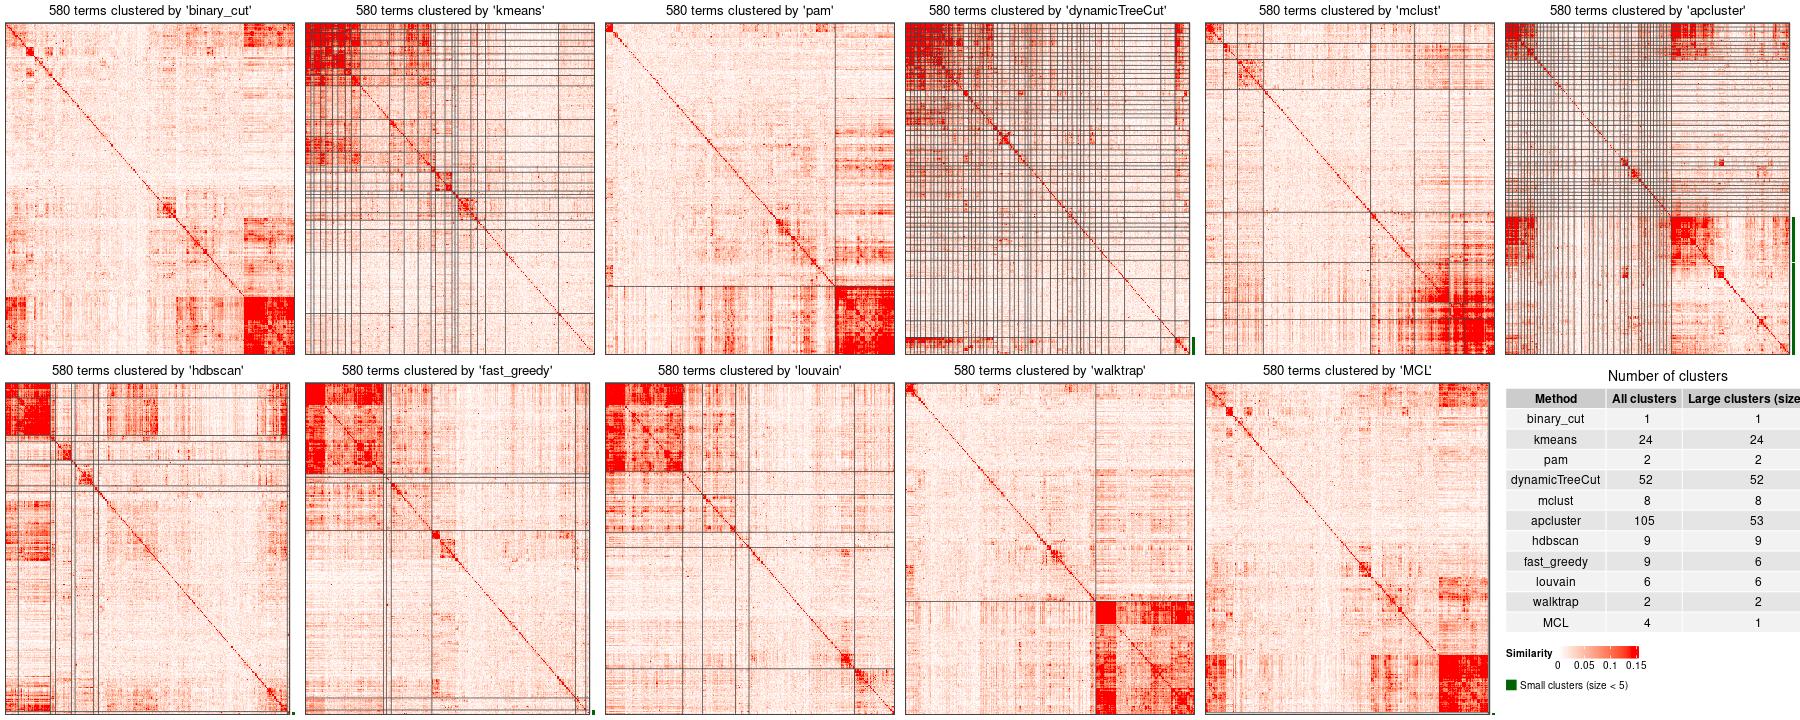 580 terms clustered by 'binary_cut'
580 terms clustered by 'kmeans'
580 terms clustered by 'pam'
580 terms clustered by 'dynamicTreeCut'
580 terms clustered by 'mclust'
580 terms clustered by 'apcluster'
580 terms clustered by 'hdbscan'
580 terms clustered by 'fast_greedy'
580 terms clustered by 'louvain'
580 terms clustered by 'walktrap'
580 terms clustered by 'MCL'
Number of clusters
Method All clusters Large clusters (size
binary_cut 1 1
kmeans 24 24
pam 2 2
dynamicTreeCut 52 52
mclust 8 8
apcluster 105 53
hdbscan 9 9
fast_greedy 9 6
louvain 6 6
walktrap 2 2
MCL 4 1
Similarity
0 0.05 0.1 0.15
Small clusters (size < 5)